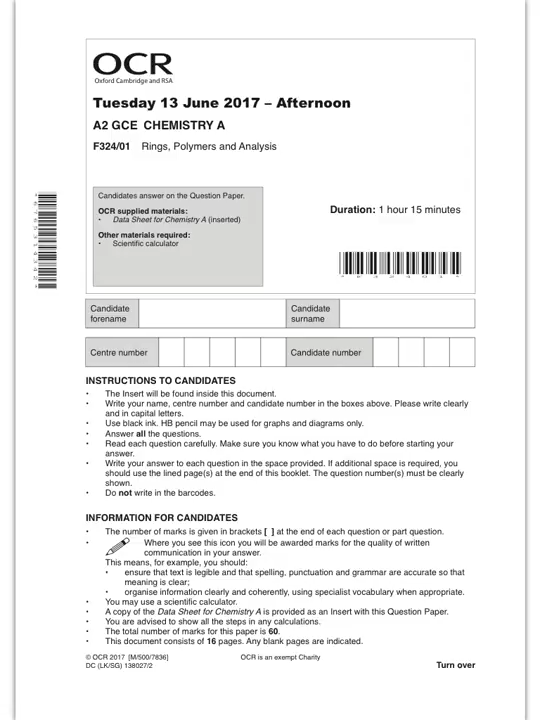 OCR
Oxford Cambridge and RSA
Tuesday 13 June 2017 – Afternoon
A2 GCE CHEMISTRY A
F324/01 Rings, Polymers and Analysis
Candidates answer on the Question Paper.
OCR supplied materials:
• Data Sheet for Chemistry A (inserted)
Other materials required:
• Scientific calculator
Duration: 1 hour 15 minutes
Candidate forename
Candidate surname
Centre number
Candidate number
INSTRUCTIONS TO CANDIDATES
• The Insert will be found inside this document.
• Write your name, centre number and candidate number in the boxes above. Please write clearly
and in capital letters.
• Use black ink. HB pencil may be used for graphs and diagrams only.
• Answer all the questions.
• Read each question carefully. Make sure you know what you have to do before starting your
answer.
• Write your answer to each question in the space provided. If additional space is required, you
should use the lined page(s) at the end of this booklet. The question number(s) must be clearly
shown.
• Do not write in the barcodes.
INFORMATION FOR CANDIDATES
• The number of marks is given in brackets [ ] at the end of each question or part question.
• Where you see this icon you will be awarded marks for the quality of written
communication in your answer.
This means, for example, you should:
• ensure that text is legible and that spelling, punctuation and grammar are accurate so that
meaning is clear;
• organise information clearly and coherently, using specialist vocabulary when appropriate.
• You may use a scientific calculator.
• A copy of the Data Sheet for Chemistry A is provided as an Insert with this Question Paper.
• You are advised to show all the steps in any calculations.
• The total number of marks for this paper is 60.
• This document consists of 16 pages. Any blank pages are indicated.
© OCR 2017 [M/500/7836]
DC (LK/SG) 138027/2
OCR is an exempt Charity
Turn over